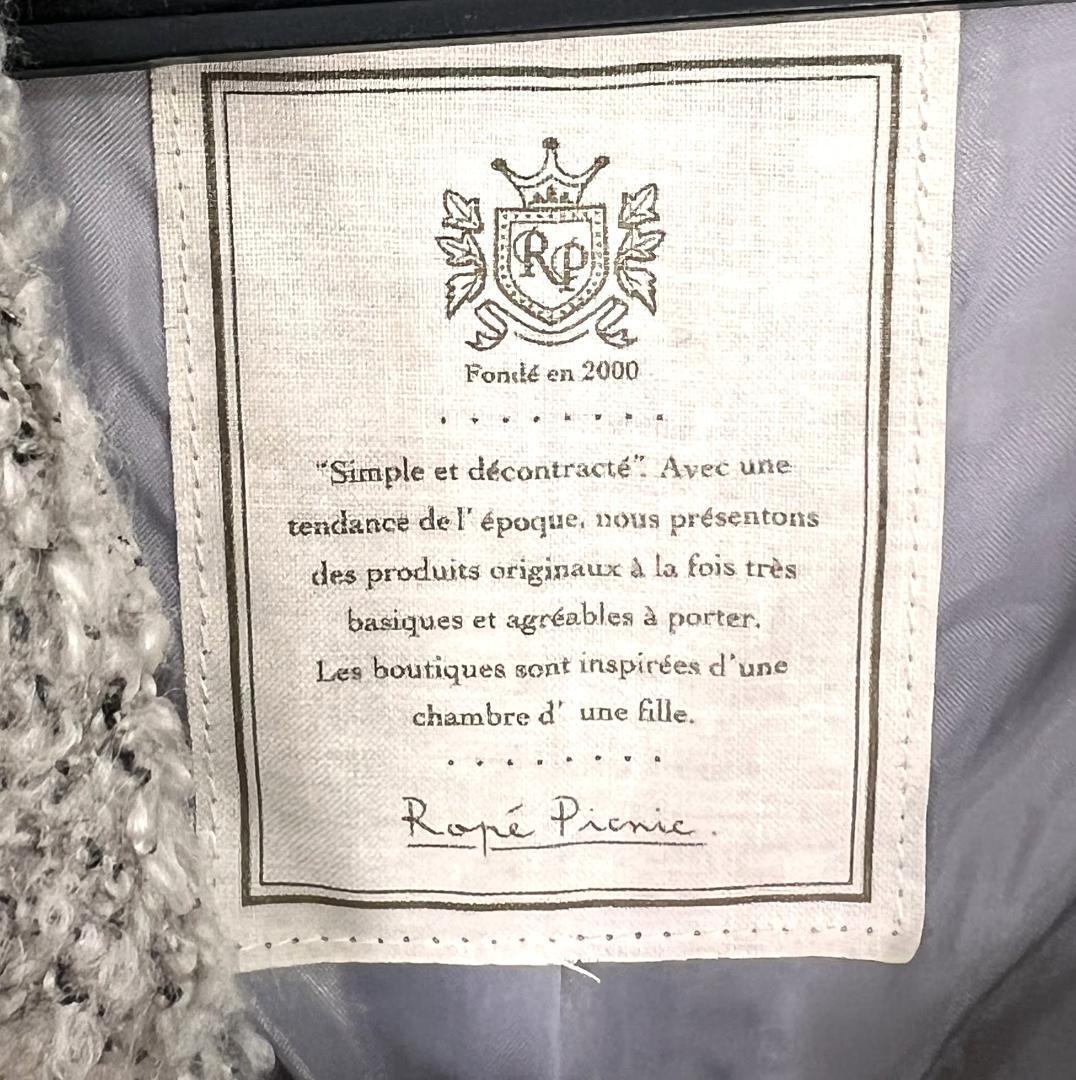 RP
Fondé en 2000
"Simple et décontracté". Avec une
tendance de l' époque, nous présentons
des produits originaux à la fois très
basiques et agréables à porter.
Les boutiques sont inspirées d'une
chambre d' une fille.
Ropé Picnic.